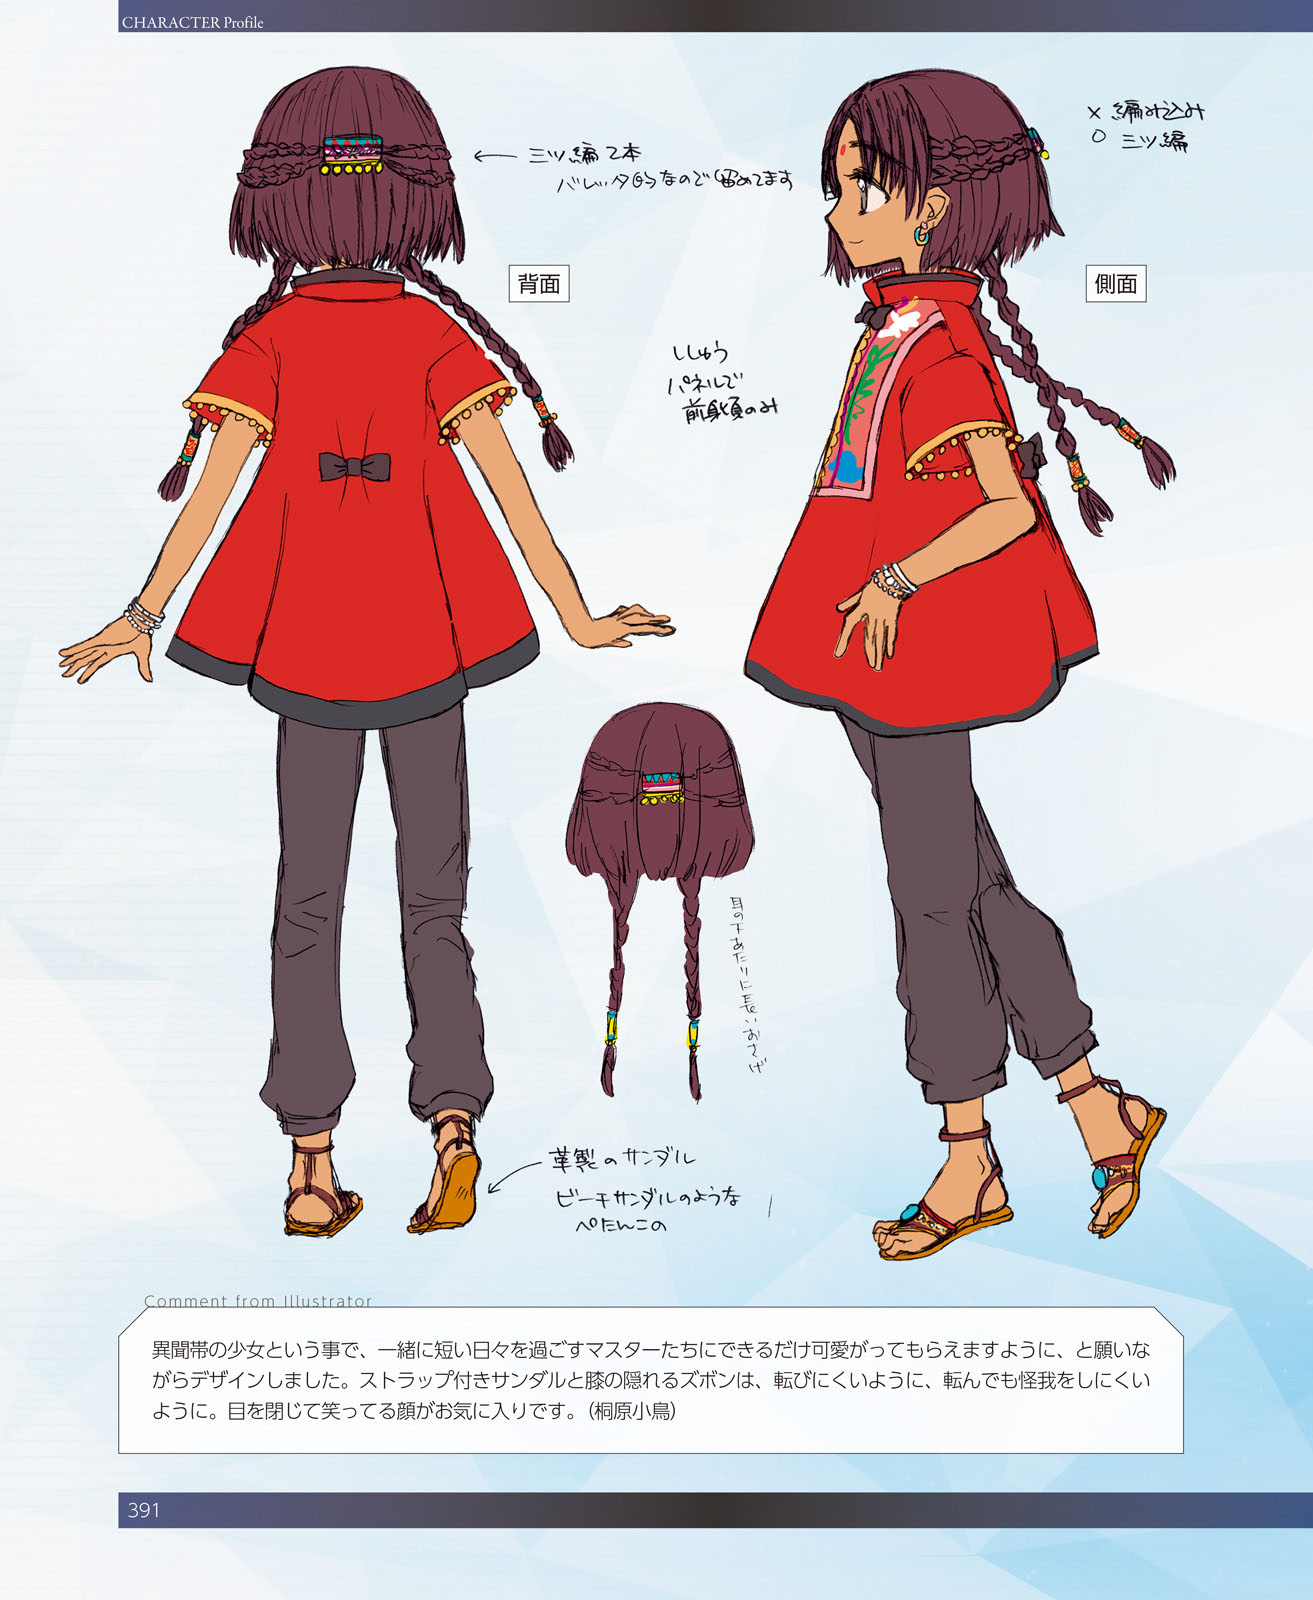 CHARACTER Profile
× 編み込み
○ 三ツ編
← 三ツ編2本
バレッタ的なので留めてます
背面
側面
ししゅう
パネルで
前身頃のみ
耳の下あたりに長いおさげ
革製のサンダル
ビーチサンダルのような
ぺたんこの
Comment from Illustrator
異聞帯の少女という事で、一緒に短い日々を過ごすマスターたちにできるだけ可愛がってもらえますように、と願いな
がらデザインしました。ストラップ付きサンダルと膝の隠れるズボンは、転びにくいように、転んでも怪我をしにくい
ように。目を閉じて笑ってる顔がお気に入りです。（桐原小鳥）
391